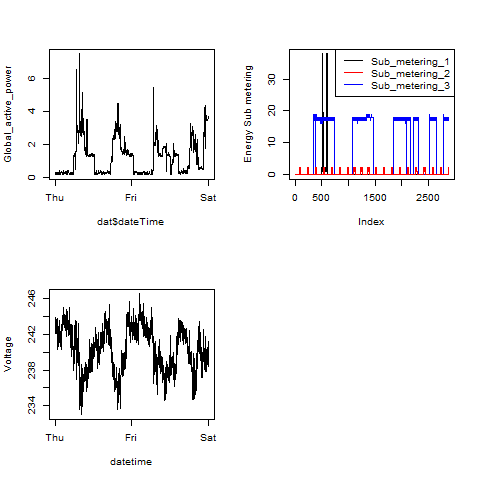 Global_active_power
0 2 4 6
Thu Fri Sat
dat$dateTime
Energy Sub metering
0 10 20 30
Sub_metering_1
Sub_metering_2
Sub_metering_3
0 500 1500 2500
Index
Voltage
234 238 242 246
Thu Fri Sat
datetime